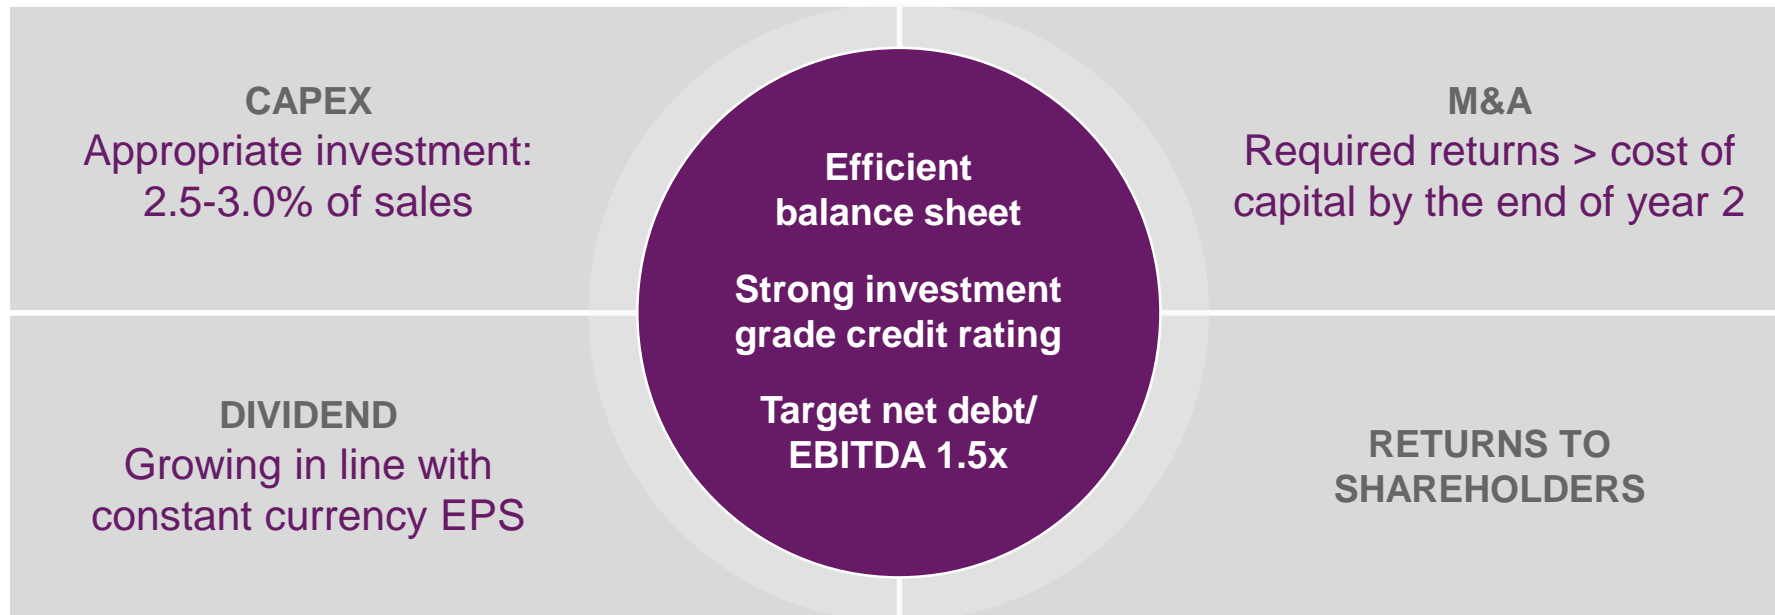 CAPEX
Appropriate investment:
2.5-3.0% of sales
M&A
Required returns > cost of
capital by the end of year 2
Efficient
balance sheet
Strong investment
grade credit rating
Target net debt/
EBITDA 1.5x
DIVIDEND
Growing in line with
constant currency EPS
RETURNS TO
SHAREHOLDERS